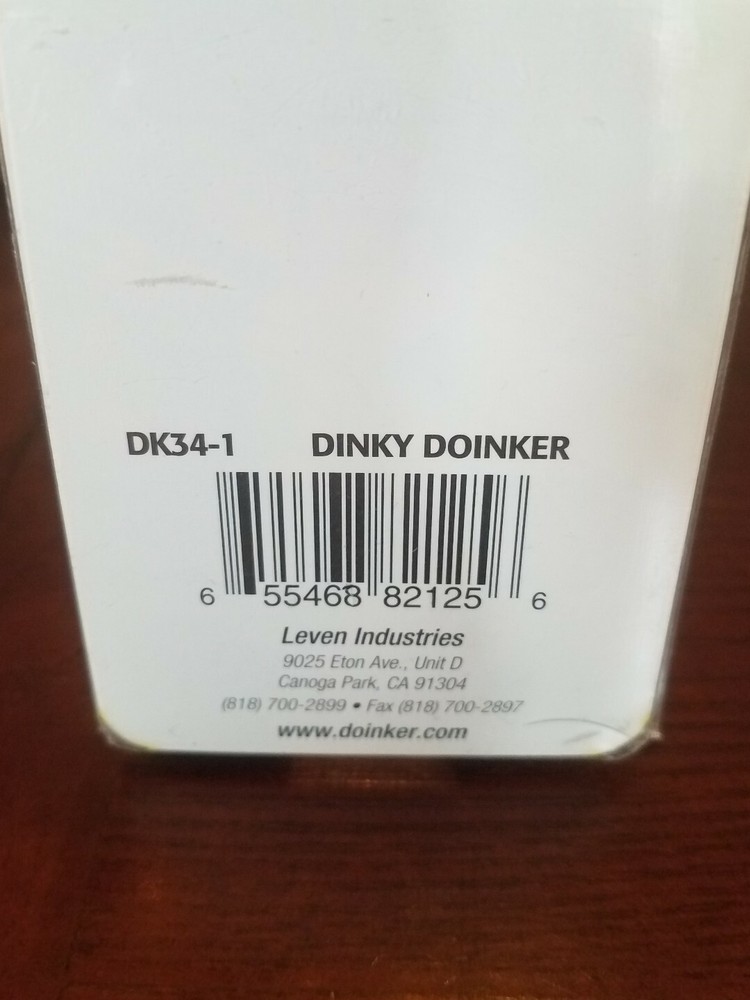 DK34-1 DINKY DOINKER
6 55468 82125 6
Leven Industries
9025 Eton Ave., Unit D
Canoga Park, CA 91304
(818) 700-2899 • Fax (818) 700-2897
www.doinker.com